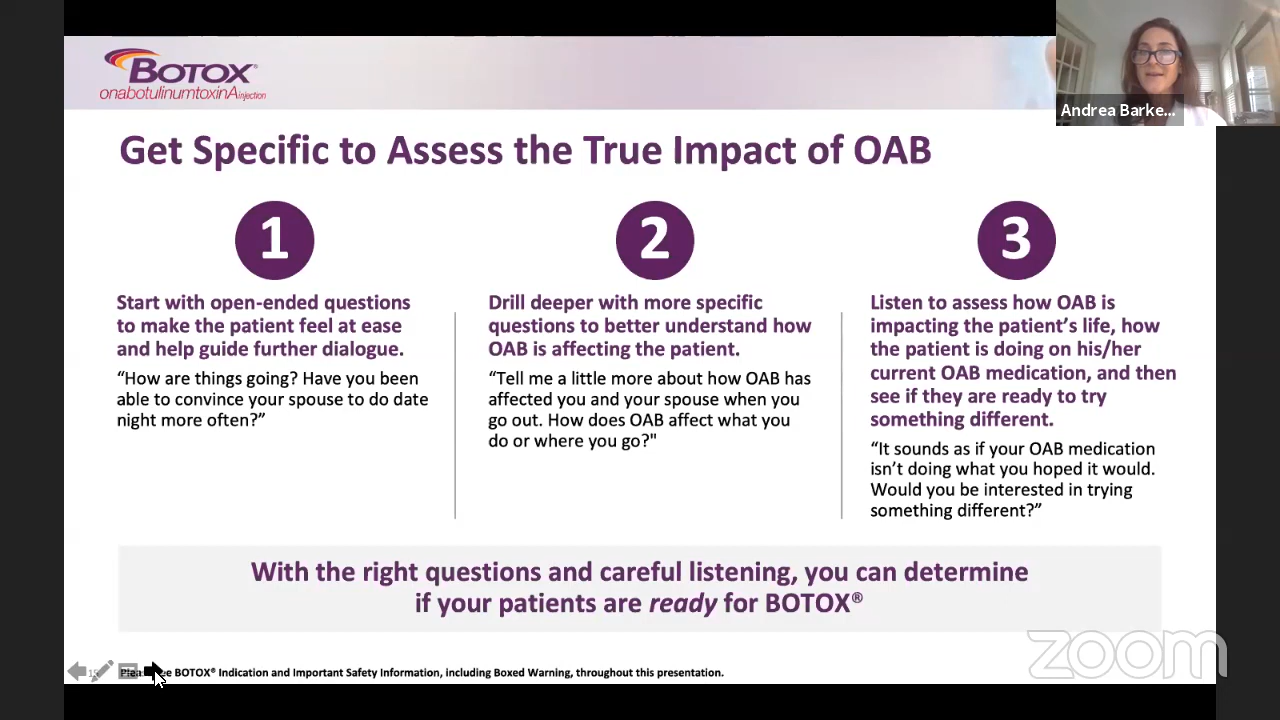 BOTOX®
onabotulinumtoxinA injection
Andrea Barke...
Get Specific to Assess the True Impact of OAB
1
Start with open-ended questions
to make the patient feel at ease
and help guide further dialogue.
“How are things going? Have you been
able to convince your spouse to do date
night more often?”
2
Drill deeper with more specific
questions to better understand how
OAB is affecting the patient.
“Tell me a little more about how OAB has
affected you and your spouse when you
go out. How does OAB affect what you
do or where you go?"
3
Listen to assess how OAB is
impacting the patient’s life, how
the patient is doing on his/her
current OAB medication, and then
see if they are ready to try
something different.
“It sounds as if your OAB medication
isn’t doing what you hoped it would.
Would you be interested in trying
something different?”
With the right questions and careful listening, you can determine
if your patients are ready for BOTOX®
BOTOX® Indication and Important Safety Information, including Boxed Warning, throughout this presentation.
zoom